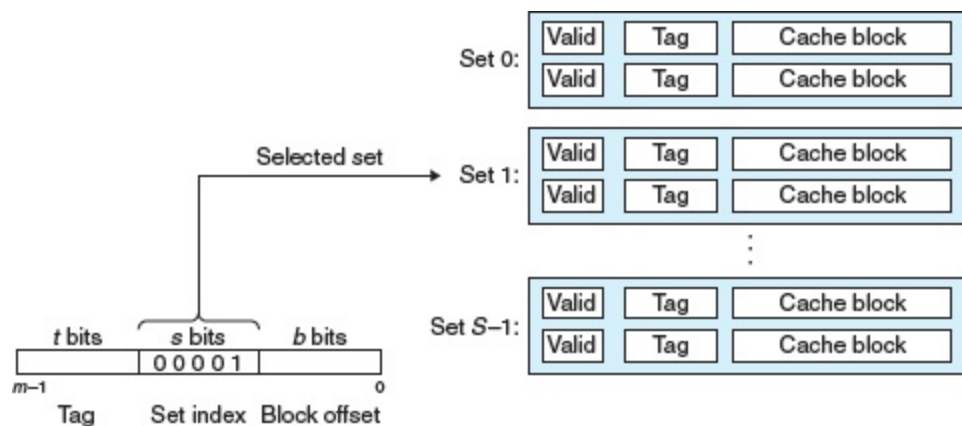 Valid Tag Cache block
Set 0:
Valid Tag Cache block
Selected set
Valid Tag Cache block
Set 1:
Valid Tag Cache block
⋮
Valid Tag Cache block
Set S–1:
Valid Tag Cache block
t bits s bits b bits
0 0 0 0 1
m–1 0
Tag Set index Block offset